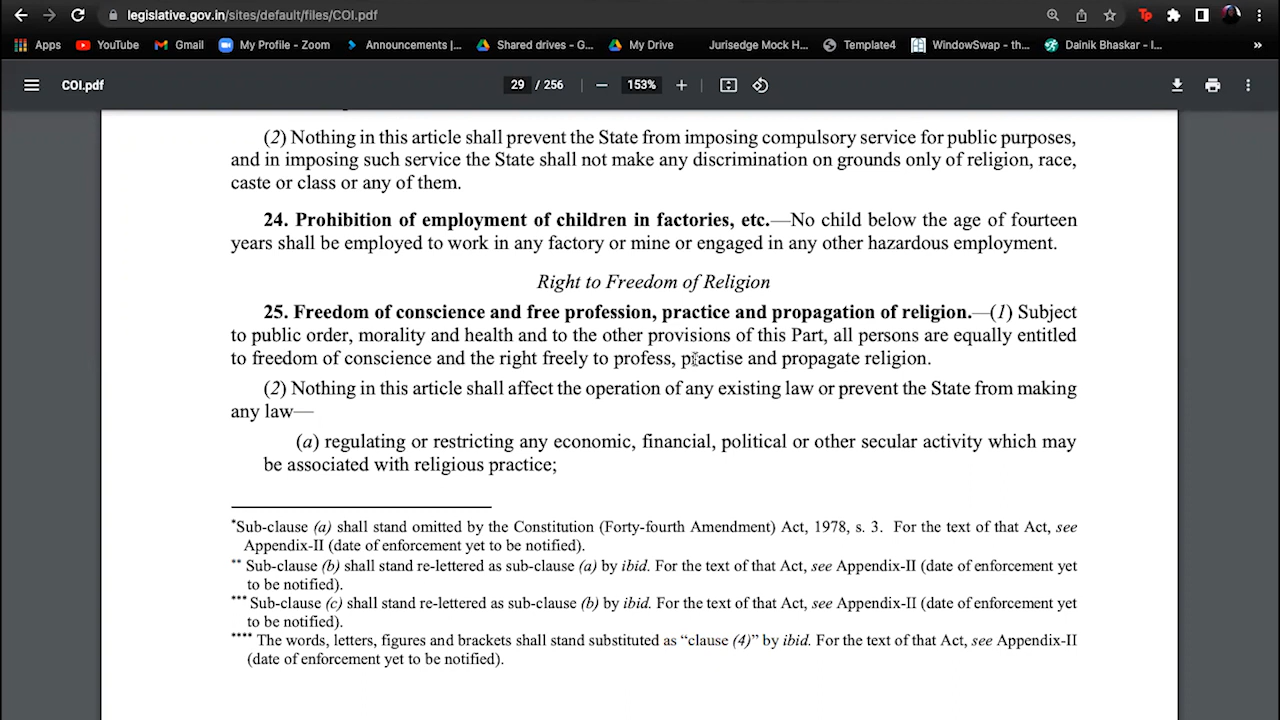 legislative.gov.in/sites/default/files/COI.pdf
Apps YouTube Gmail My Profile - Zoom Announcements |... Shared drives - G... My Drive Jurisedge Mock H... Template4 WindowSwap - th... Dainik Bhaskar - I... »
COI.pdf 29 / 256 — 153% +
(2) Nothing in this article shall prevent the State from imposing compulsory service for public purposes,
and in imposing such service the State shall not make any discrimination on grounds only of religion, race,
caste or class or any of them.
24. Prohibition of employment of children in factories, etc.—No child below the age of fourteen
years shall be employed to work in any factory or mine or engaged in any other hazardous employment.
Right to Freedom of Religion
25. Freedom of conscience and free profession, practice and propagation of religion.—(1) Subject
to public order, morality and health and to the other provisions of this Part, all persons are equally entitled
to freedom of conscience and the right freely to profess, practise and propagate religion.
(2) Nothing in this article shall affect the operation of any existing law or prevent the State from making
any law—
(a) regulating or restricting any economic, financial, political or other secular activity which may
be associated with religious practice;
*Sub-clause (a) shall stand omitted by the Constitution (Forty-fourth Amendment) Act, 1978, s. 3. For the text of that Act, see
Appendix-II (date of enforcement yet to be notified).
** Sub-clause (b) shall stand re-lettered as sub-clause (a) by ibid. For the text of that Act, see Appendix-II (date of enforcement yet
to be notified).
*** Sub-clause (c) shall stand re-lettered as sub-clause (b) by ibid. For the text of that Act, see Appendix-II (date of enforcement yet
to be notified).
**** The words, letters, figures and brackets shall stand substituted as “clause (4)” by ibid. For the text of that Act, see Appendix-II
(date of enforcement yet to be notified).